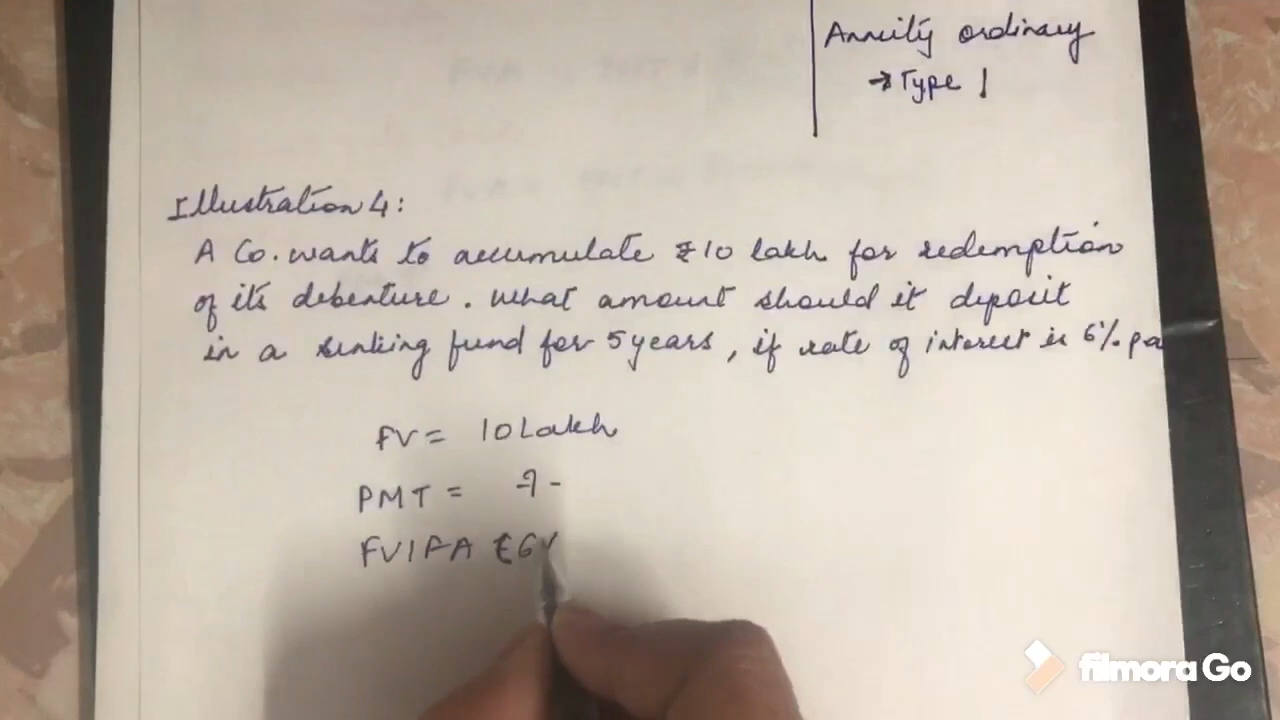 Annuity ordinary
→ Type 1
Illustration 4:
A Co. wants to accumulate ₹10 lakh for redemption
of its debenture. What amount should it deposit
in a sinking fund for 5 years, if rate of interest is 6% pa
FV = 10 Lakh
PMT = -?-
FVIFA
filmora Go